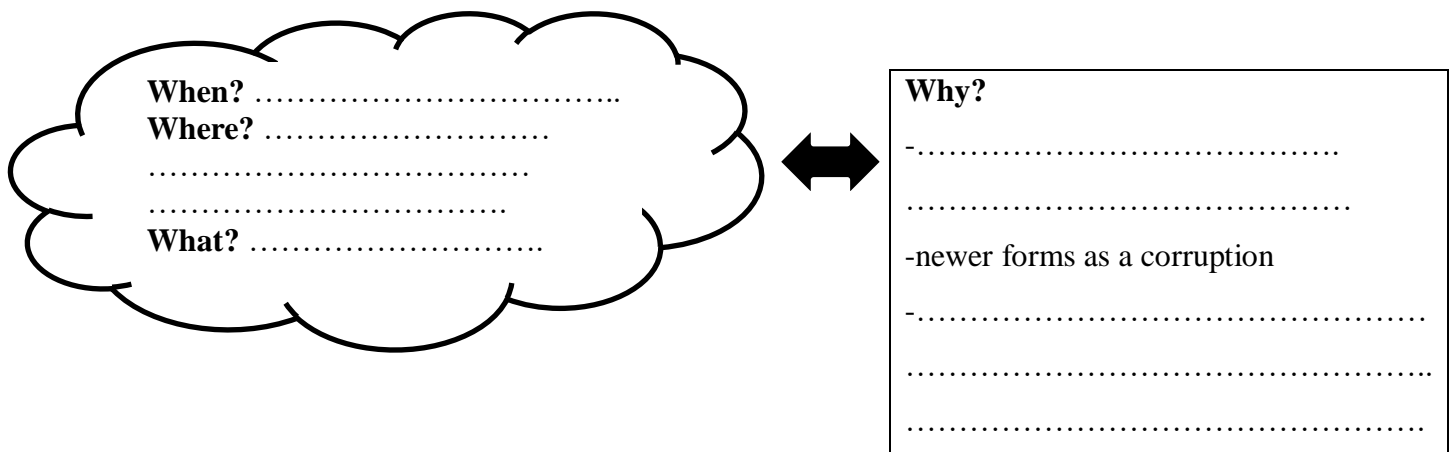 When? ………………………………..
Where? ………………………
………………………………
…………………………….
What? ……………………….
Why?
-………………………………….
……………………………………
-newer forms as a corruption
-…………………………………………
…………………………………………..
………………………………………….